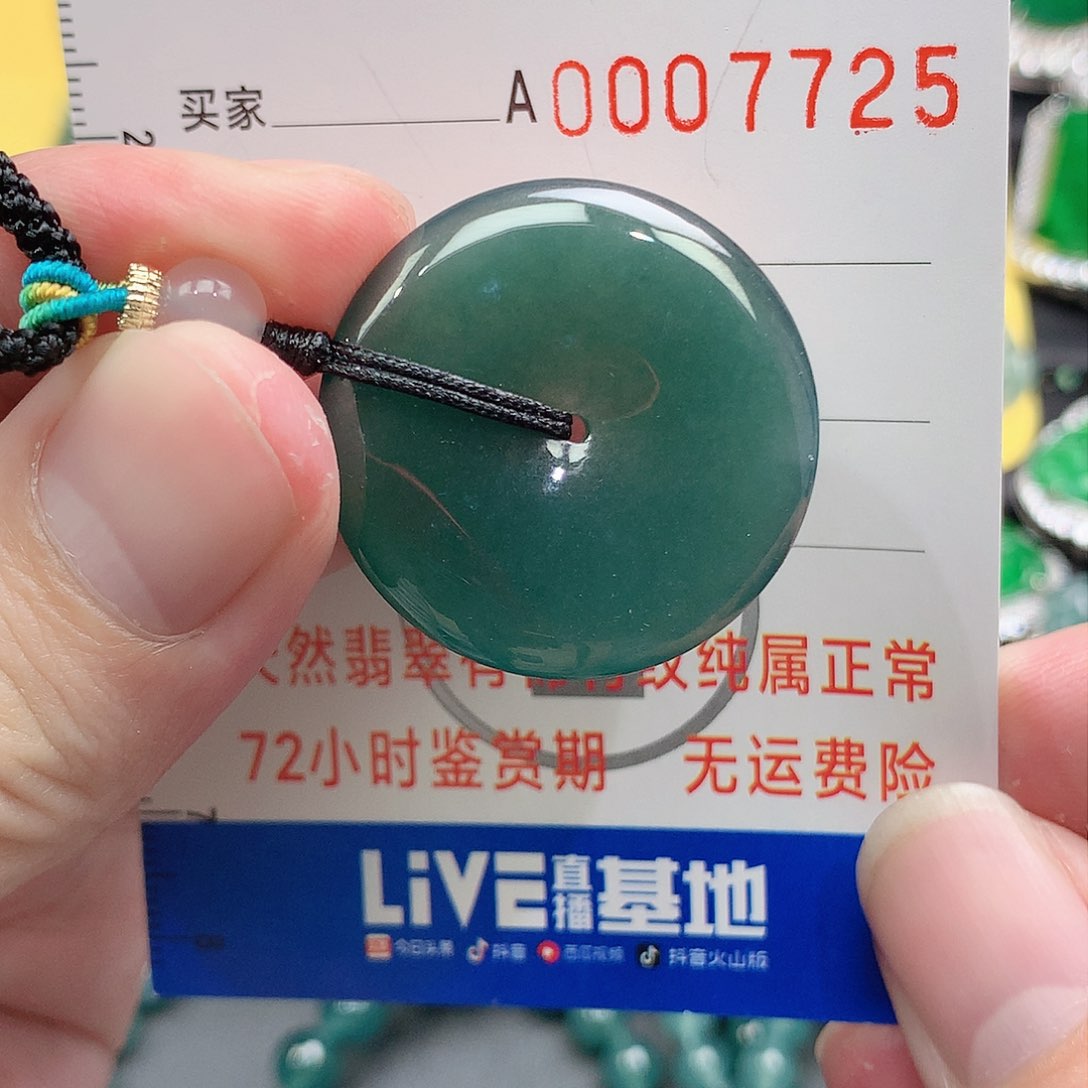 2
买家 A0007725
然翡翠有 纹纯属正常
72小时鉴赏期 无运费险
7
LiVE直播基地
今日头条 抖音 西瓜视频 抖音火山版